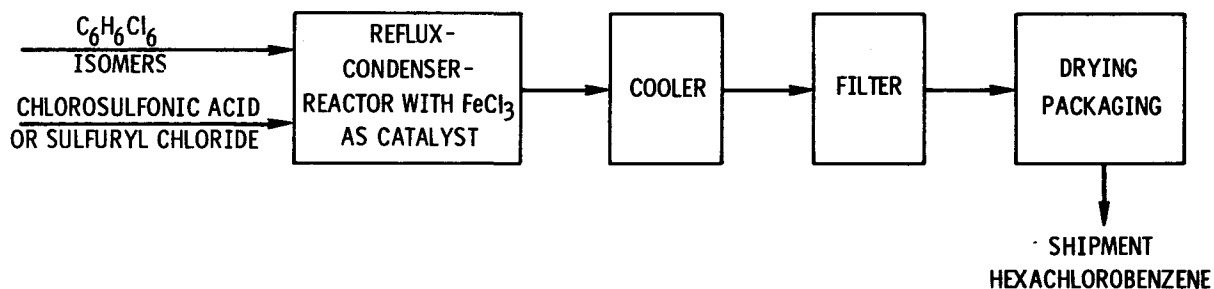 C6H6Cl6
ISOMERS
CHLOROSULFONIC ACID
OR SULFURYL CHLORIDE
REFLUX-
CONDENSER-
REACTOR WITH FeCl3
AS CATALYST
COOLER
FILTER
DRYING
PACKAGING
SHIPMENT
HEXACHLOROBENZENE